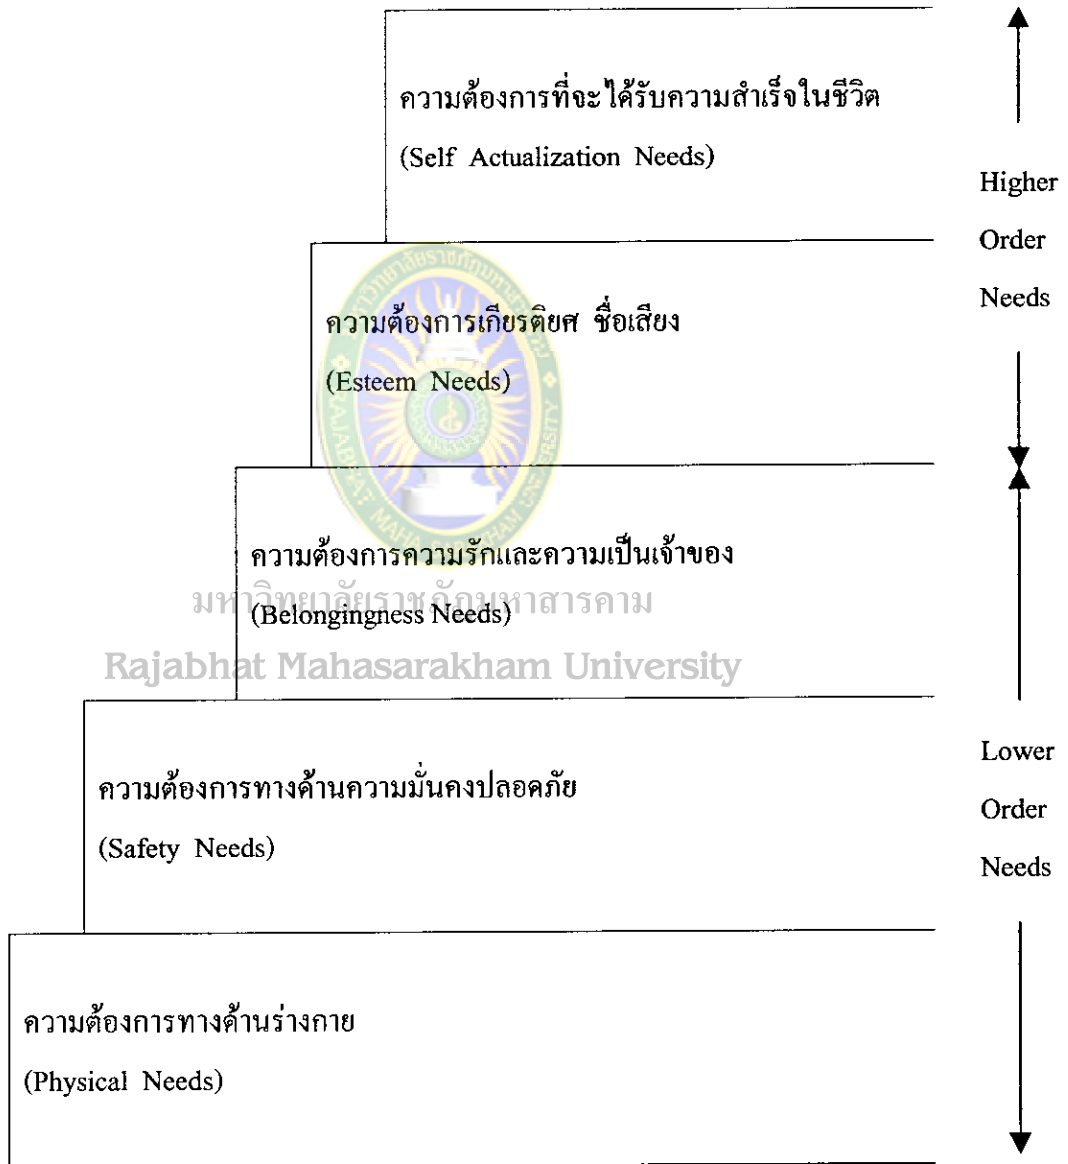 ความต้องการที่จะได้รับความสำเร็จในชีวิต
(Self Actualization Needs)
Higher
Order
Needs
ความต้องการเกียรติยศ ชื่อเสียง
(Esteem Needs)
ความต้องการความรักและความเป็นเจ้าของ
มหาวิทยาลัยราชภัฏมหาสารคาม
(Belongingness Needs)
Rajabhat Mahasarakham University
Lower
Order
Needs
ความต้องการทางด้านความมั่นคงปลอดภัย
(Safety Needs)
ความต้องการทางด้านร่างกาย
(Physical Needs)